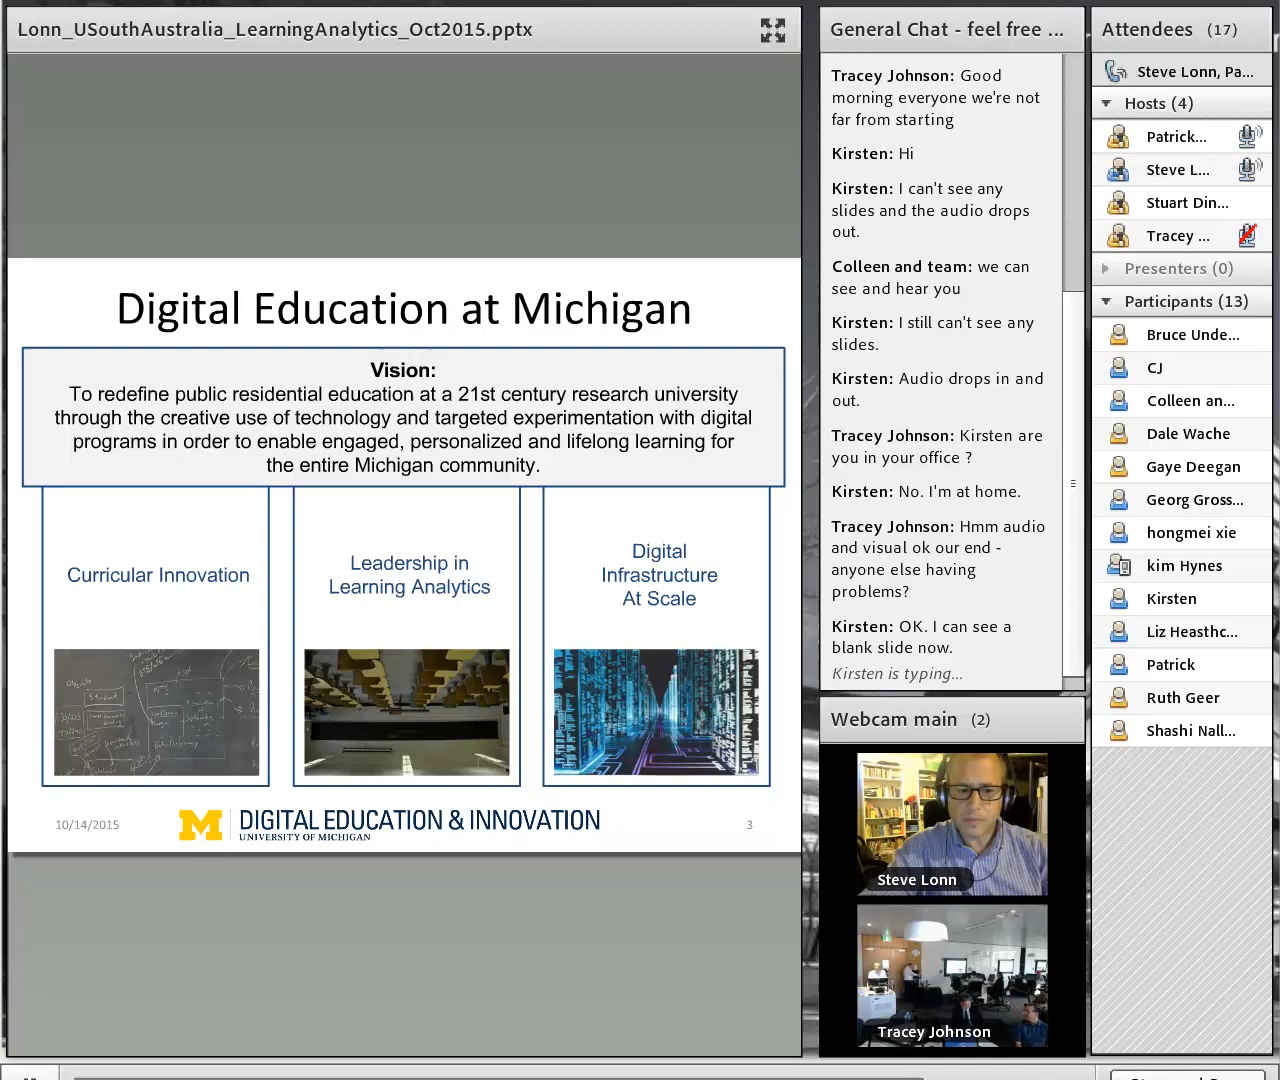 Lonn_USouthAustralia_LearningAnalytics_Oct2015.pptx
Digital Education at Michigan
Vision:
To redefine public residential education at a 21st century research university
through the creative use of technology and targeted experimentation with digital
programs in order to enable engaged, personalized and lifelong learning for
the entire Michigan community.
Curricular Innovation
Leadership in
Learning Analytics
Digital
Infrastructure
At Scale
10/14/2015
M
DIGITAL EDUCATION & INNOVATION
UNIVERSITY OF MICHIGAN
3
General Chat - feel free ...
Tracey Johnson: Good
morning everyone we're not
far from starting
Kirsten: Hi
Kirsten: I can't see any
slides and the audio drops
out.
Colleen and team: we can
see and hear you
Kirsten: I still can't see any
slides.
Kirsten: Audio drops in and
out.
Tracey Johnson: Kirsten are
you in your office ?
Kirsten: No. I'm at home.
Tracey Johnson: Hmm audio
and visual ok our end -
anyone else having
problems?
Kirsten: OK. I can see a
blank slide now.
Kirsten is typing...
Webcam main (2)
Steve Lonn
Tracey Johnson
Attendees (17)
Steve Lonn, Pa...
Hosts (4)
Patrick...
Steve L...
Stuart Din...
Tracey ...
Presenters (0)
Participants (13)
Bruce Unde...
CJ
Colleen an...
Dale Wache
Gaye Deegan
Georg Gross...
hongmei xie
kim Hynes
Kirsten
Liz Heasthc...
Patrick
Ruth Geer
Shashi Nall...